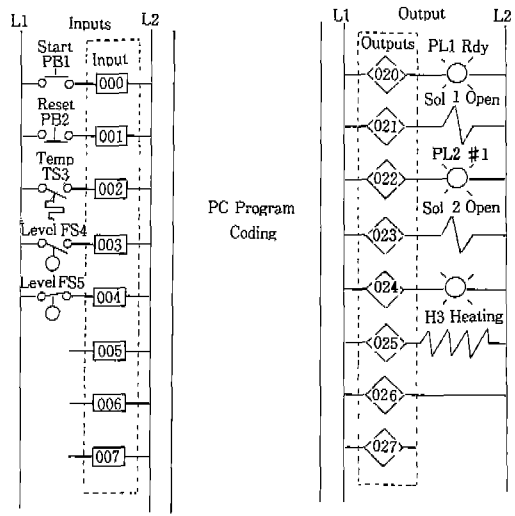 L1 Inputs L2
Start
PB1
Input
000
Reset
PB2
001
Temp
TS3
002
Level FS4
003
Level FS5
004
005
006
007
PC Program
Coding
L1 Output L2
Outputs
PL1 Rdy
020
Sol 1 Open
021
PL2 #1
022
Sol 2 Open
023
024
H3 Heating
025
026
027